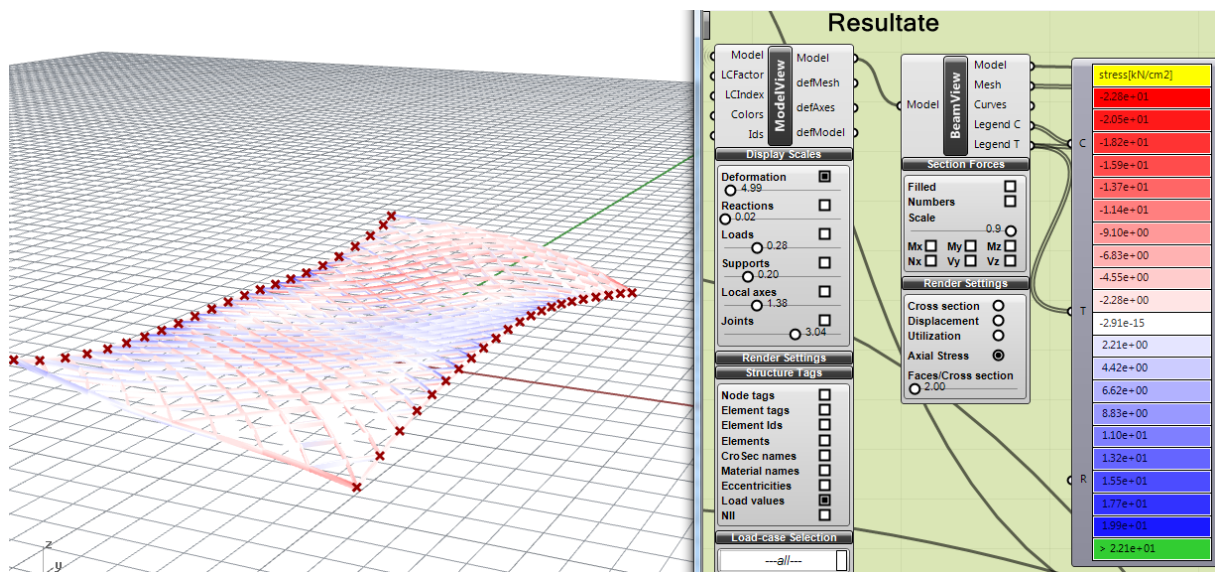 Resultate
Model
LCFactor
LCIndex
Colors
Ids
ModelView
Model
defMesh
defAxes
defModel
Display Scales
Deformation
4.99
Reactions
0.02
Loads
0.28
Supports
0.20
Local axes
1.38
Joints
3.04
Render Settings
Structure Tags
Node tags
Element tags
Element Ids
Elements
CroSec names
Material names
Eccentricities
Load values
NII
Load-case Selection
---all---
Model
BeamView
Model
Mesh
Curves
Legend C
Legend T
Section Forces
Filled
Numbers
Scale
0.9
Mx My Mz
Nx Vy Vz
Render Settings
Cross section
Displacement
Utilization
Axial Stress
Faces/Cross section
2.00
C
T
R
stress[kN/cm2]
-2.28e+01
-2.05e+01
-1.82e+01
-1.59e+01
-1.37e+01
-1.14e+01
-9.10e+00
-6.83e+00
-4.55e+00
-2.28e+00
-2.91e-15
2.21e+00
4.42e+00
6.62e+00
8.83e+00
1.10e+01
1.32e+01
1.55e+01
1.77e+01
1.99e+01
> 2.21e+01
z
y